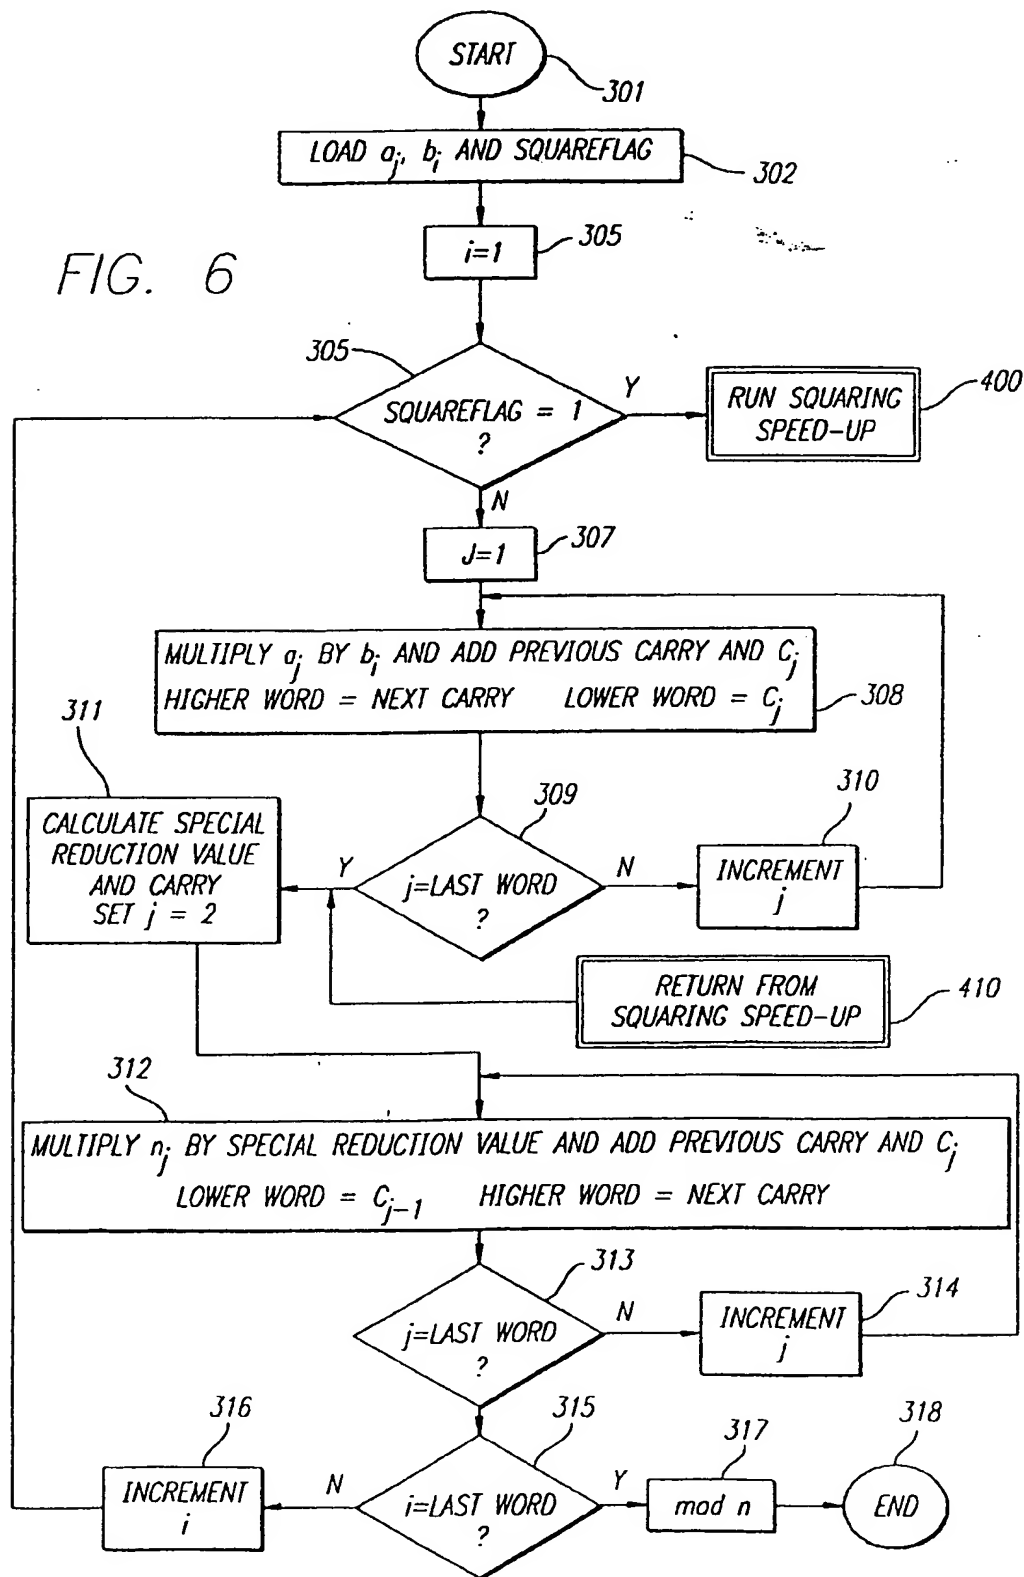 START
301
LOAD aj, bi AND SQUAREFLAG
302
i=1
305
FIG. 6
305
SQUAREFLAG = 1
?
Y
RUN SQUARING
SPEED-UP
400
N
J=1
307
MULTIPLY aj BY bi AND ADD PREVIOUS CARRY AND Cj
HIGHER WORD = NEXT CARRY LOWER WORD = Cj
308
311
CALCULATE SPECIAL
REDUCTION VALUE
AND CARRY
SET j = 2
Y
309
j=LAST WORD
?
N
310
INCREMENT
j
RETURN FROM
SQUARING SPEED-UP
410
312
MULTIPLY nj BY SPECIAL REDUCTION VALUE AND ADD PREVIOUS CARRY AND Cj
LOWER WORD = Cj-1 HIGHER WORD = NEXT CARRY
313
j=LAST WORD
?
N
314
INCREMENT
j
316
INCREMENT
i
N
315
i=LAST WORD
?
Y
317
mod n
318
END